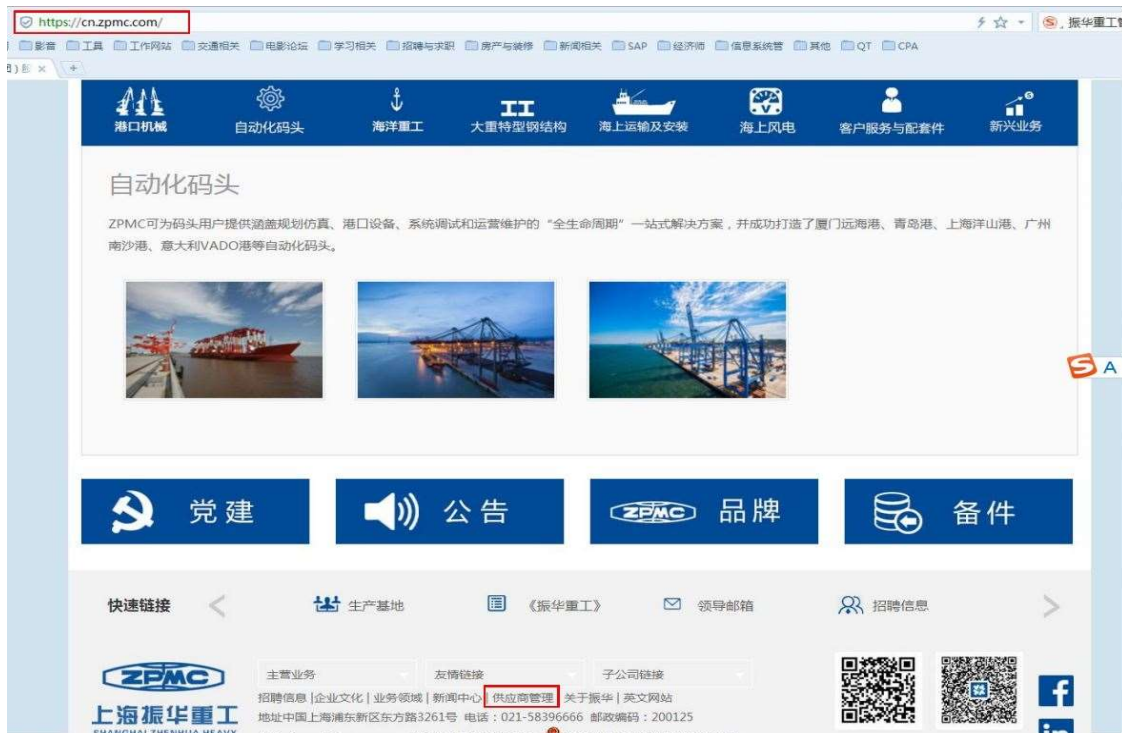 https://cn.zpmc.com/
振华重工
影音 工具 工作网站 交通相关 电影论坛 学习相关 招聘与求职 房产与装修 新闻相关 SAP 经济师 信息系统管 其他 QT CPA
港口机械 自动化码头 海洋重工 大重特型钢结构 海上运输及安装 海上风电 客户服务与配套件 新兴业务
自动化码头
ZPMC可为码头用户提供涵盖规划仿真、港口设备、系统调试和运营维护的“全生命周期”一站式解决方案，并成功打造了厦门远海港、青岛港、上海洋山港、广州
南沙港、意大利VADO港等自动化码头。
A
党建 公告 ZPMC 品牌 备件
快速链接 生产基地 《振华重工》 领导邮箱 招聘信息
ZPMC
主营业务 友情链接 子公司链接
招聘信息 | 企业文化 | 业务领域 | 新闻中心 | 供应商管理 | 关于振华 | 英文网站
上海振华重工
地址中国上海浦东新区东方路3261号 电话：021-58396666 邮政编码：200125
SHANGHAI ZHENHUA HEAVY